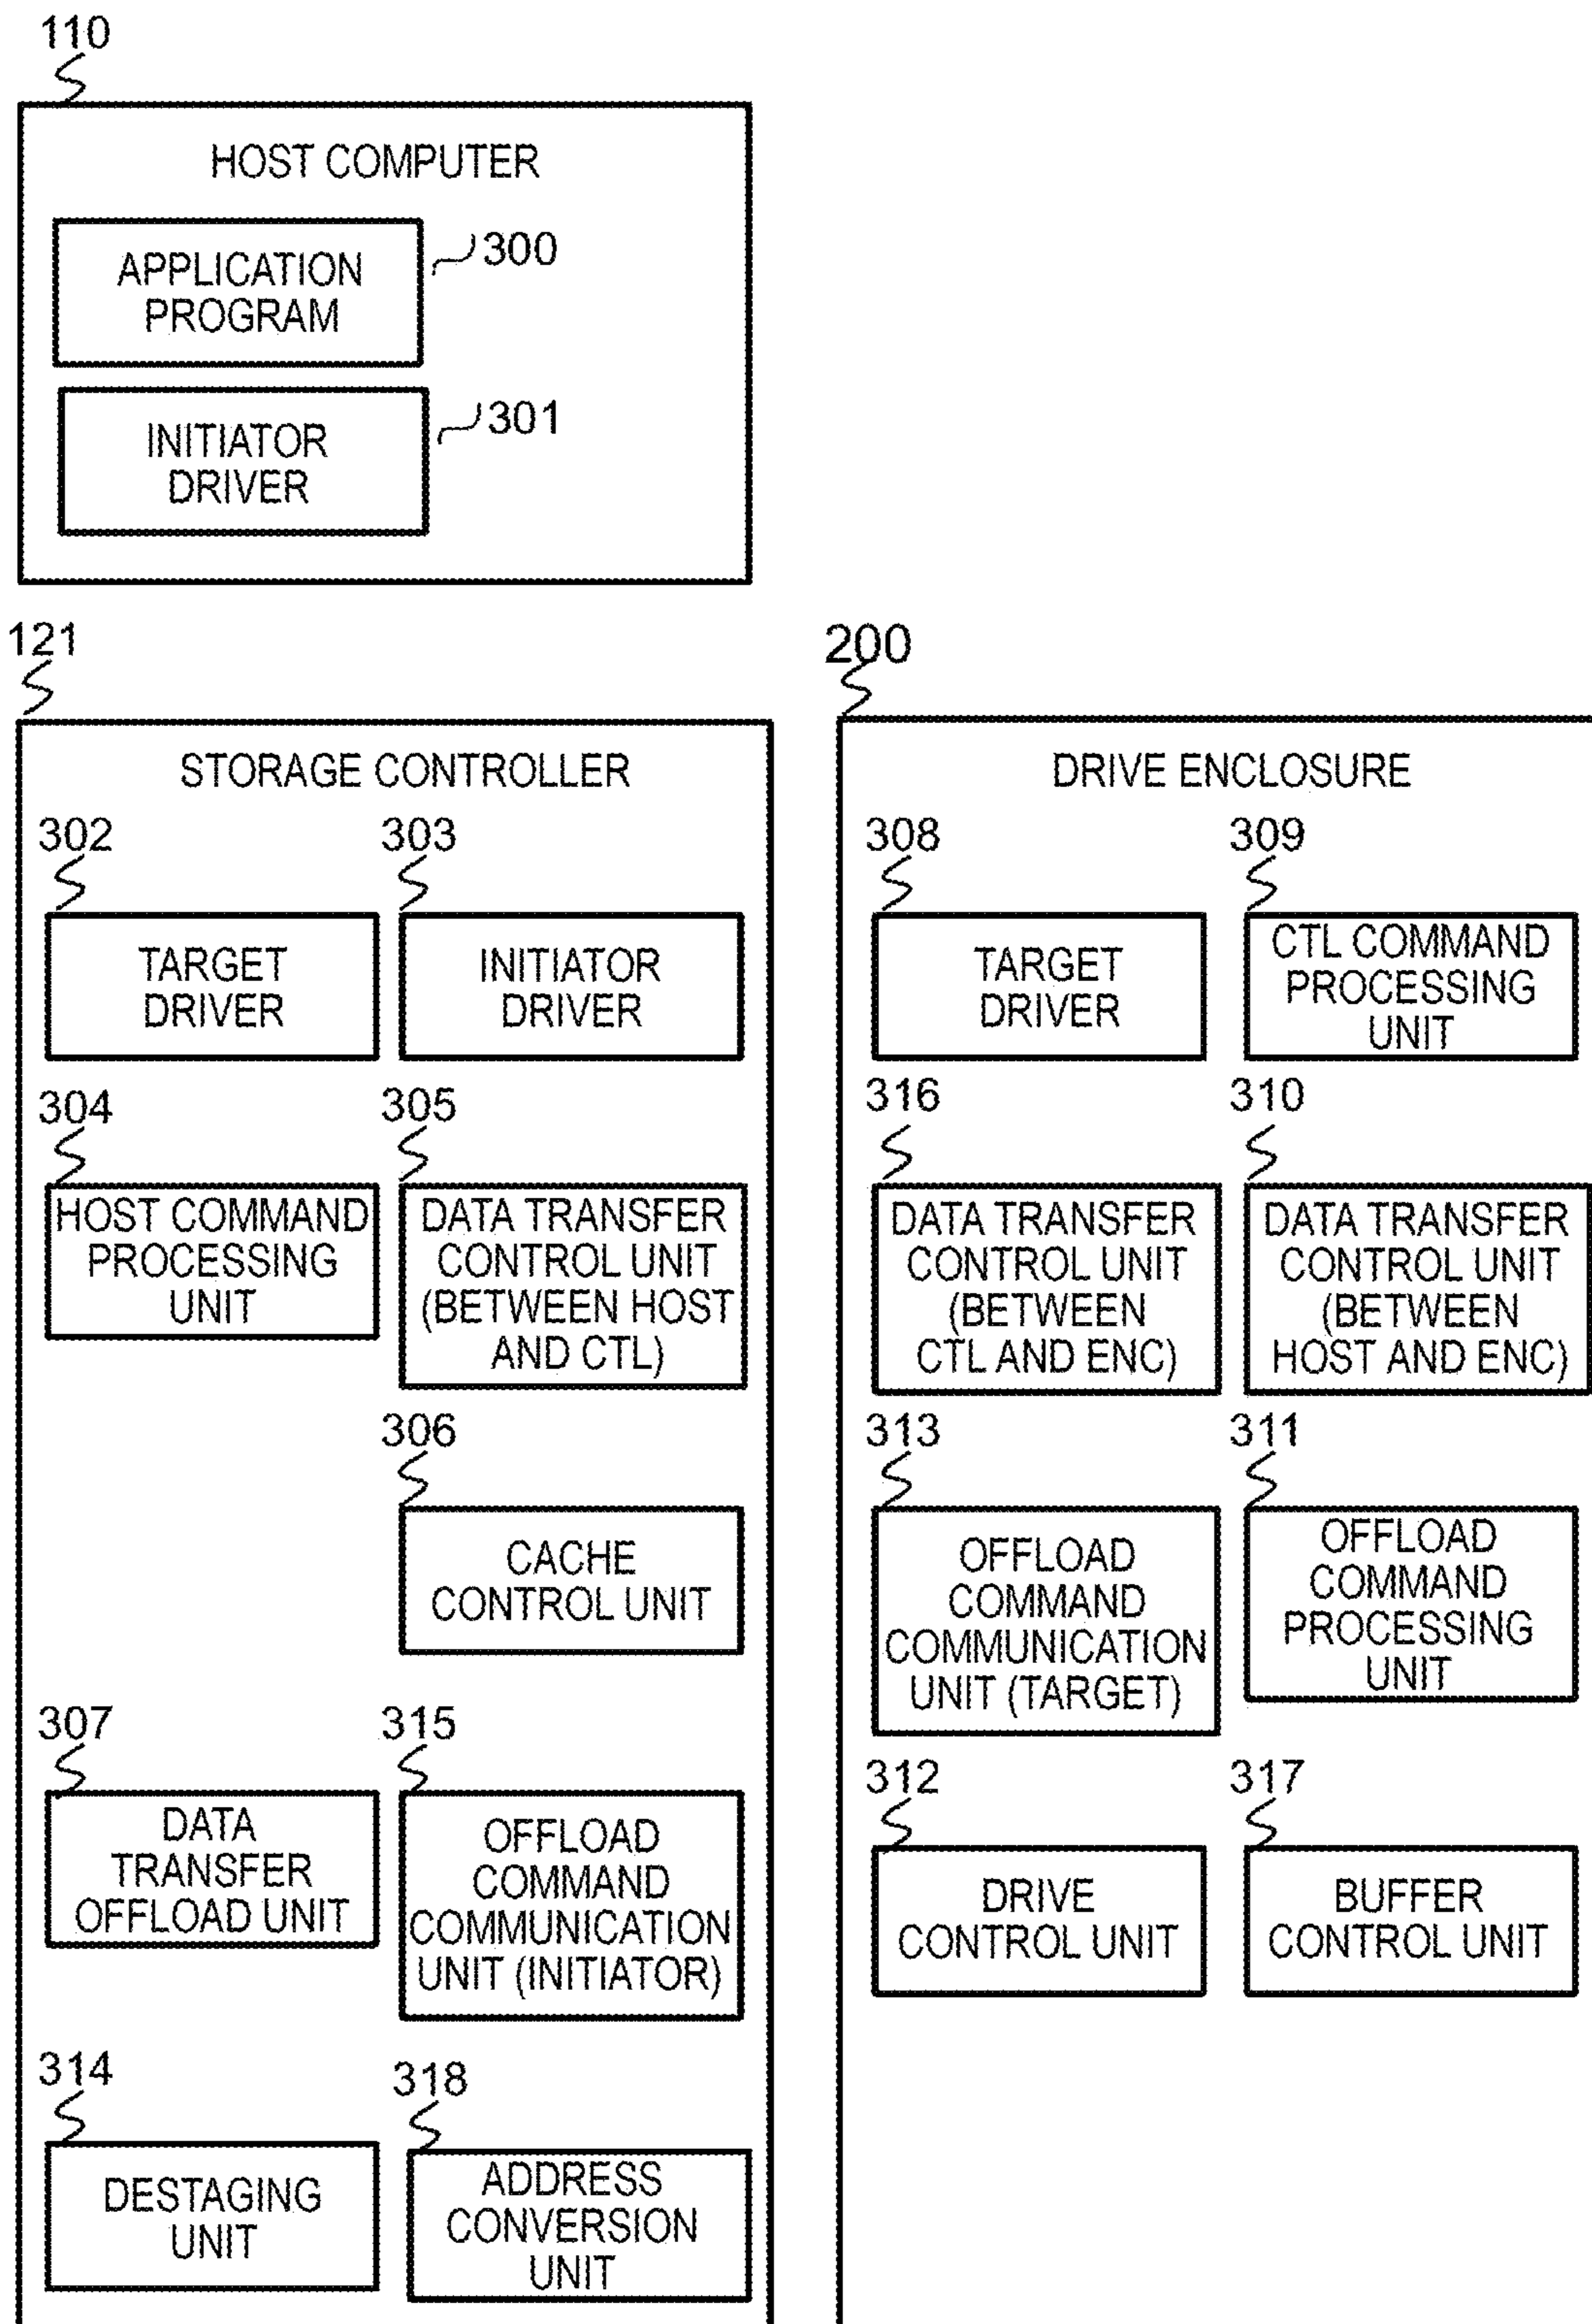 110
HOST COMPUTER
APPLICATION
PROGRAM
300
INITIATOR
DRIVER
301
121
STORAGE CONTROLLER
302
TARGET
DRIVER
303
INITIATOR
DRIVER
304
HOST COMMAND
PROCESSING
UNIT
305
DATA TRANSFER
CONTROL UNIT
(BETWEEN HOST
AND CTL)
306
CACHE
CONTROL UNIT
307
DATA
TRANSFER
OFFLOAD UNIT
315
OFFLOAD
COMMAND
COMMUNICATION
UNIT (INITIATOR)
314
DESTAGING
UNIT
318
ADDRESS
CONVERSION
UNIT
200
DRIVE ENCLOSURE
308
TARGET
DRIVER
309
CTL COMMAND
PROCESSING
UNIT
316
DATA TRANSFER
CONTROL UNIT
(BETWEEN
CTL AND ENC)
310
DATA TRANSFER
CONTROL UNIT
(BETWEEN
HOST AND ENC)
313
OFFLOAD
COMMAND
COMMUNICATION
UNIT (TARGET)
311
OFFLOAD
COMMAND
PROCESSING
UNIT
312
DRIVE
CONTROL UNIT
317
BUFFER
CONTROL UNIT